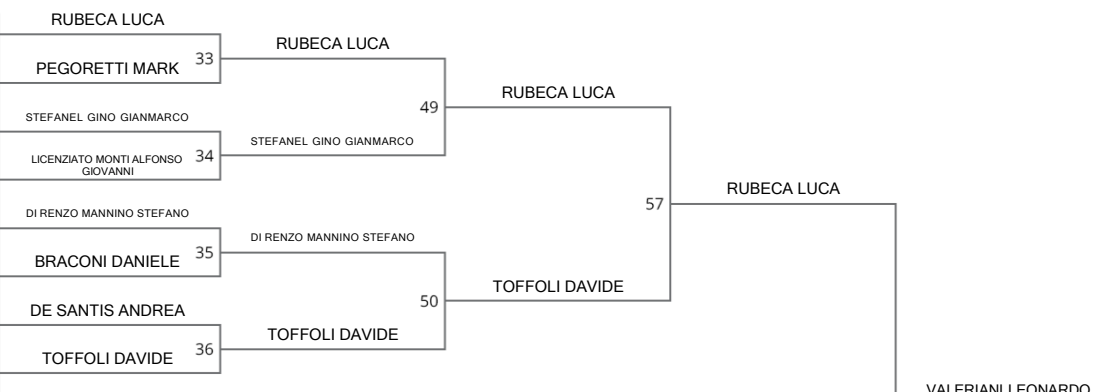 RUBECA LUCA
33
PEGORETTI MARK
RUBECA LUCA
STEFANEL GINO GIANMARCO
34
LICENZIATO MONTI ALFONSO
GIOVANNI
49
STEFANEL GINO GIANMARCO
RUBECA LUCA
DI RENZO MANNINO STEFANO
35
BRACONI DANIELE
DI RENZO MANNINO STEFANO
DE SANTIS ANDREA
36
TOFFOLI DAVIDE
50
TOFFOLI DAVIDE
TOFFOLI DAVIDE
57
RUBECA LUCA
VALERIANI LEONARDO